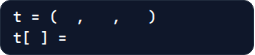 t = ( , , )
t[ ] =